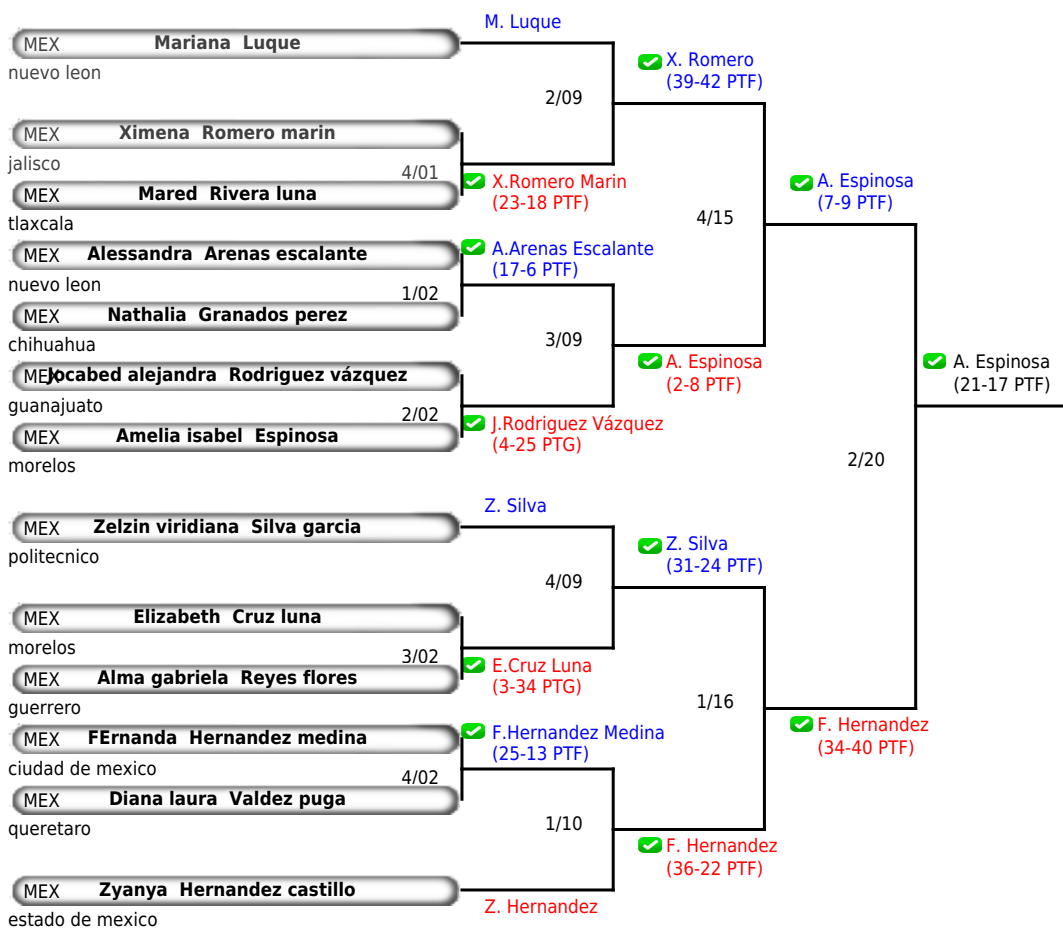 M. Luque
MEX Mariana Luque
nuevo leon
X. Romero
(39-42 PTF)
2/09
MEX Ximena Romero marin
jalisco
4/01
X.Romero Marin
(23-18 PTF)
A. Espinosa
(7-9 PTF)
MEX Mared Rivera luna
tlaxcala
4/15
MEX Alessandra Arenas escalante
A.Arenas Escalante
(17-6 PTF)
nuevo leon
1/02
MEX Nathalia Granados perez
chihuahua
3/09
A. Espinosa
(2-8 PTF)
A. Espinosa
(21-17 PTF)
MEX Jocabed alejandra Rodriguez vázquez
guanajuato
2/02
J.Rodriguez Vázquez
(4-25 PTG)
MEX Amelia isabel Espinosa
morelos
2/20
Z. Silva
MEX Zelzin viridiana Silva garcia
politecnico
Z. Silva
(31-24 PTF)
4/09
MEX Elizabeth Cruz luna
morelos
3/02
E.Cruz Luna
(3-34 PTG)
MEX Alma gabriela Reyes flores
guerrero
1/16
F. Hernandez
(34-40 PTF)
MEX FErnanda Hernandez medina
F.Hernandez Medina
(25-13 PTF)
ciudad de mexico
4/02
MEX Diana laura Valdez puga
queretaro
1/10
F. Hernandez
(36-22 PTF)
MEX Zyanya Hernandez castillo
Z. Hernandez
estado de mexico